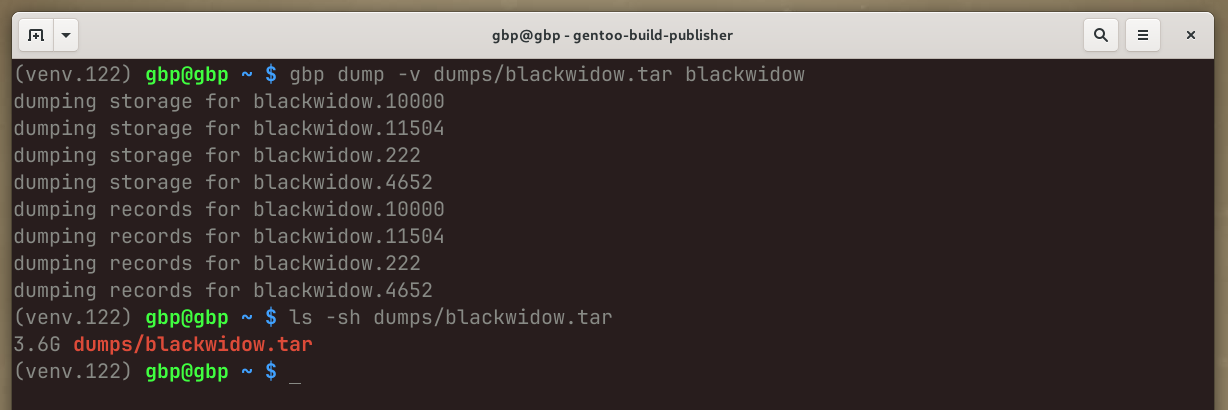 gbp@gbp - gentoo-build-publisher
(venv.122) gbp@gbp ~ $ gbp dump -v dumps/blackwidow.tar blackwidow
dumping storage for blackwidow.10000
dumping storage for blackwidow.11504
dumping storage for blackwidow.222
dumping storage for blackwidow.4652
dumping records for blackwidow.10000
dumping records for blackwidow.11504
dumping records for blackwidow.222
dumping records for blackwidow.4652
(venv.122) gbp@gbp ~ $ ls -sh dumps/blackwidow.tar
3.6G dumps/blackwidow.tar
(venv.122) gbp@gbp ~ $ _